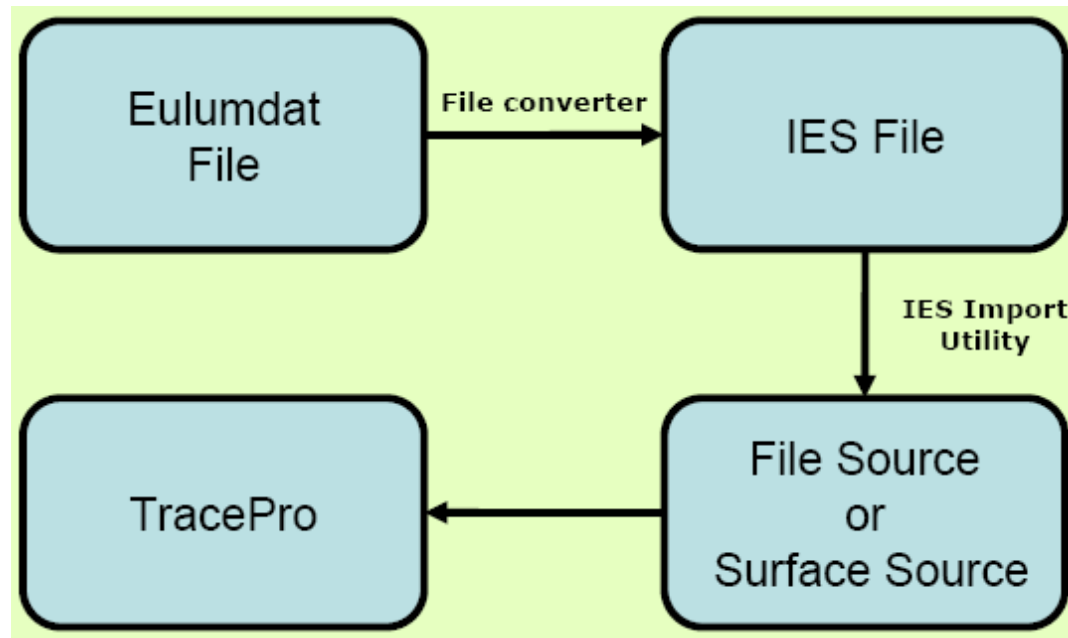 Eulumdat
File
File converter
IES File
IES Import
Utility
File Source
or
Surface Source
TracePro